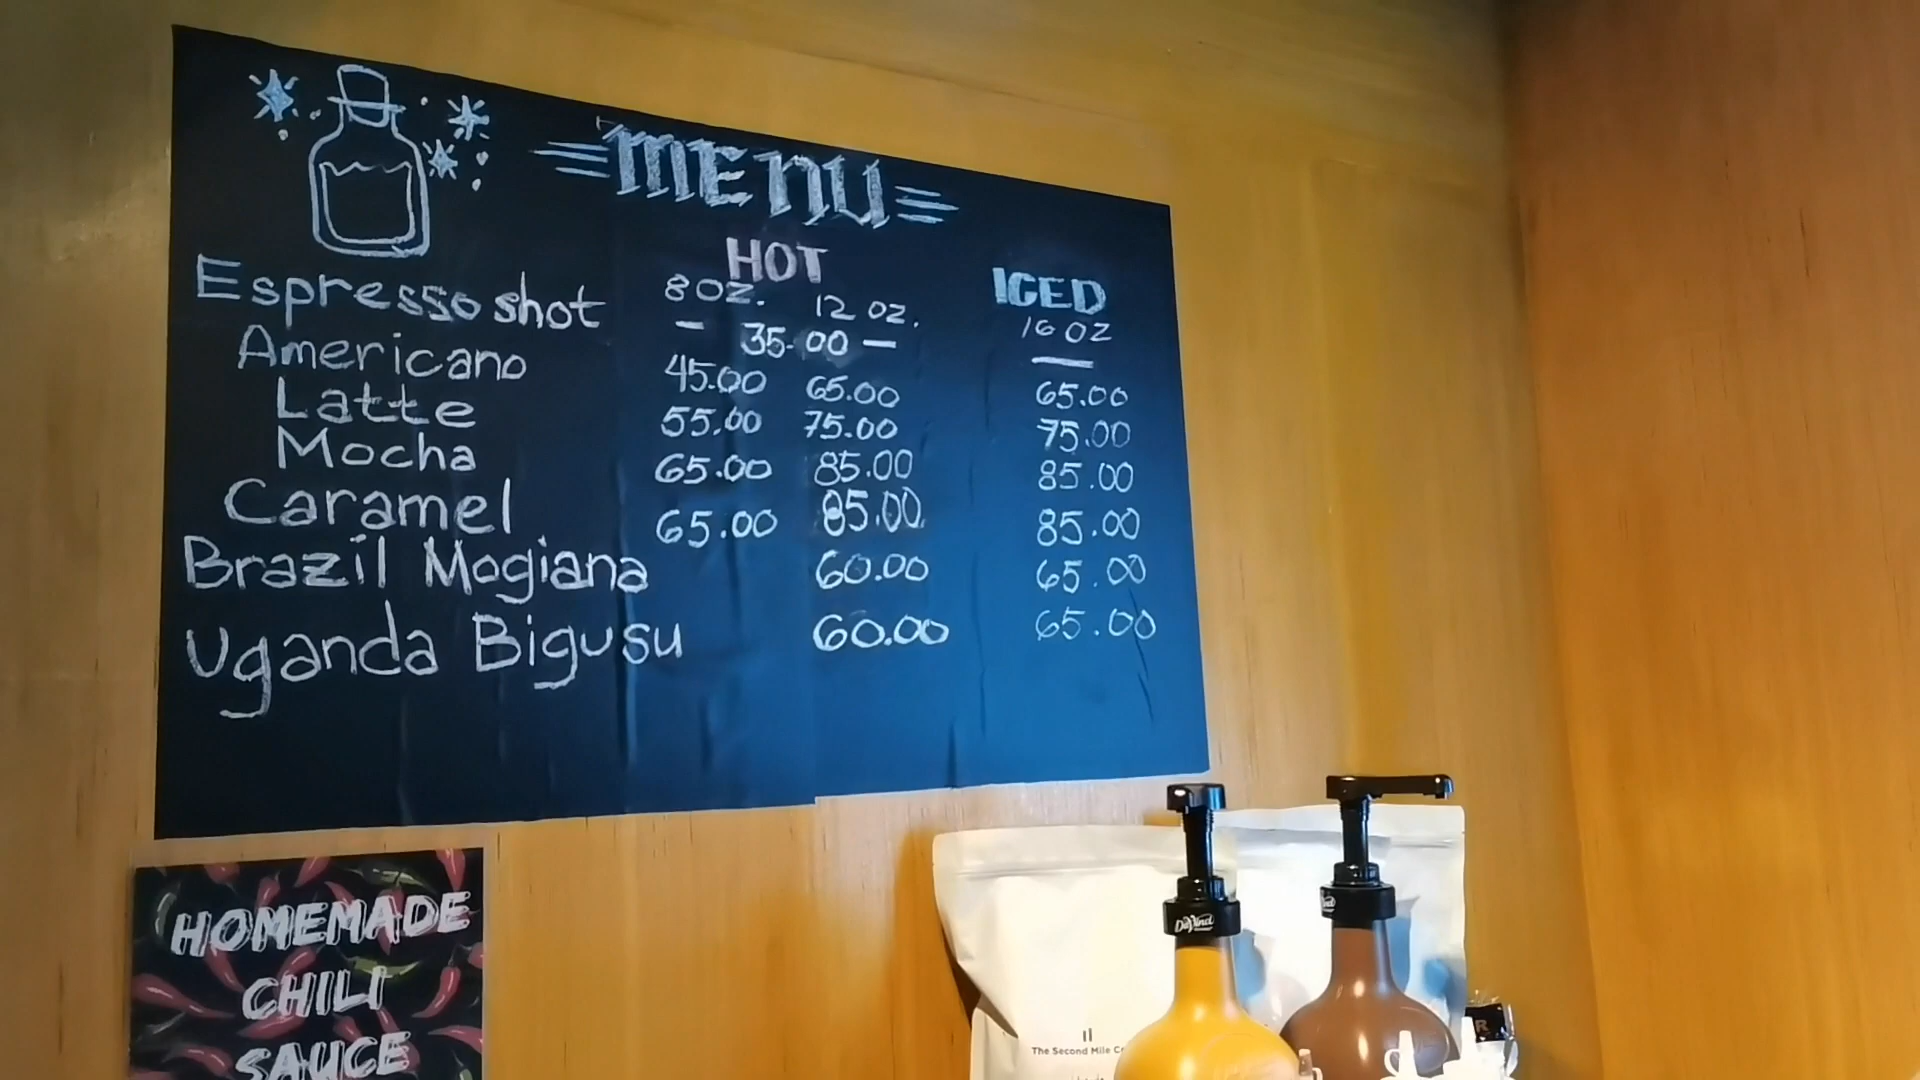 MENU
HOT ICED
8 OZ. 12 OZ. 16 OZ
Espresso shot — 35.00 — —
Americano 45.00 65.00 65.00
Latte 55.00 75.00 75.00
Mocha 65.00 85.00 85.00
Caramel 65.00 85.00 85.00
Brazil Mogiana 60.00 65.00
Uganda Bigusu 60.00 65.00
HOMEMADE
CHILI
SAUCE
DaVinci
The Second Mile